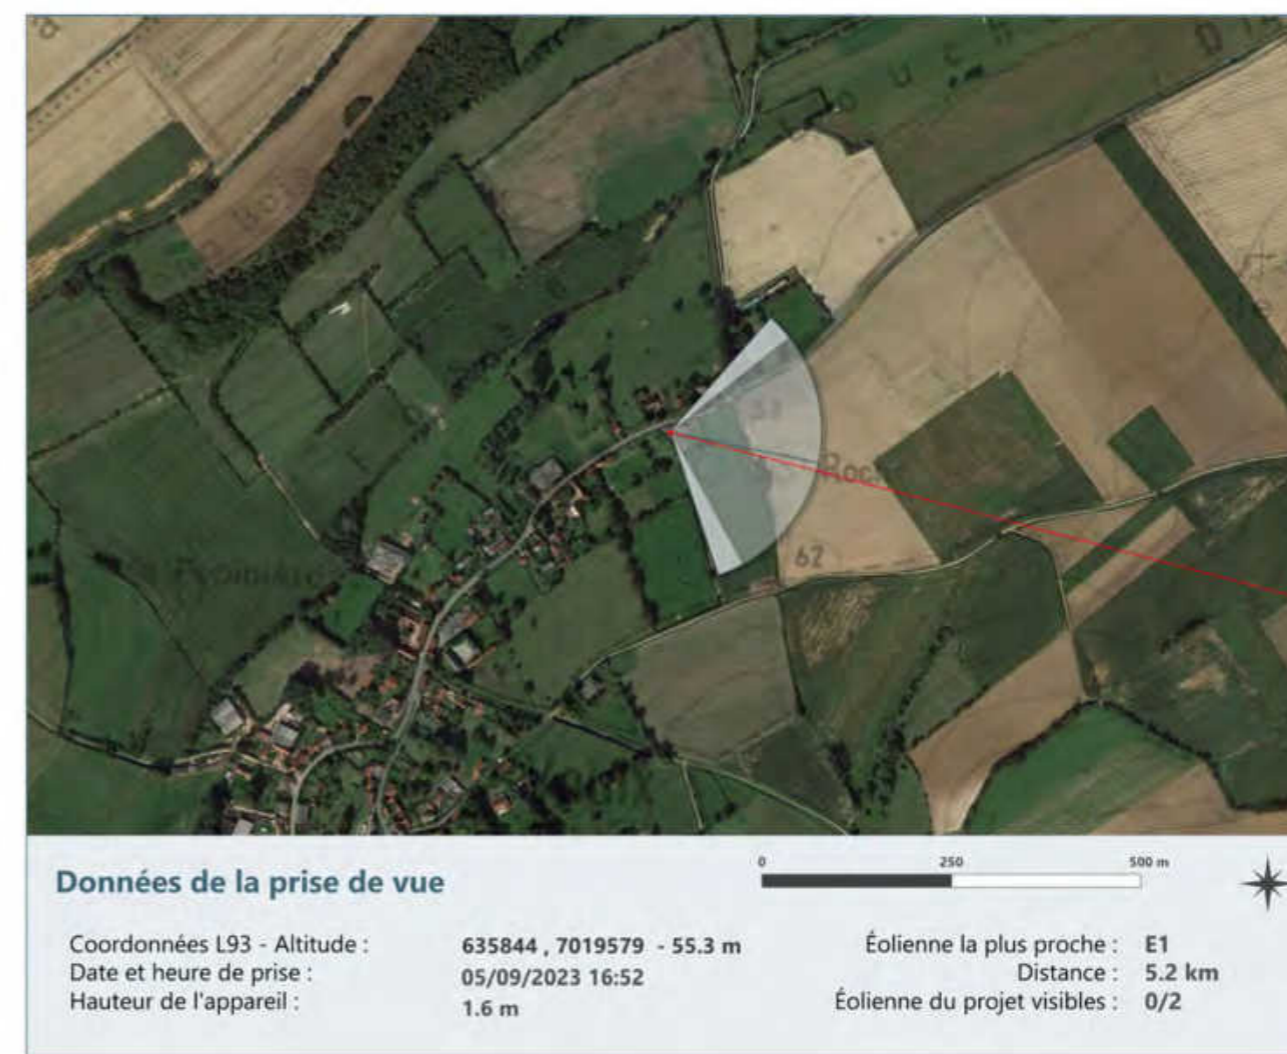 62
Données de la prise de vue
0 250 500 m
Coordonnées L93 - Altitude : 635844 , 7019579 - 55.3 m
Date et heure de prise : 05/09/2023 16:52
Hauteur de l'appareil : 1.6 m
Éolienne la plus proche : E1
Distance : 5.2 km
Éolienne du projet visibles : 0/2